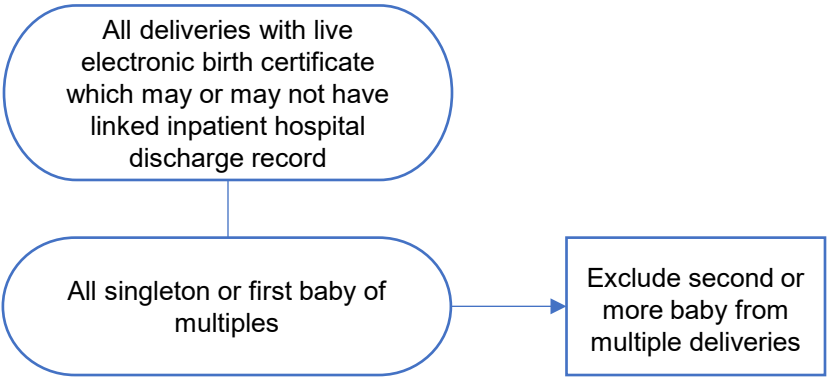 All deliveries with live
electronic birth certificate
which may or may not have
linked inpatient hospital
discharge record
All singleton or first baby of
multiples
Exclude second or
more baby from
multiple deliveries